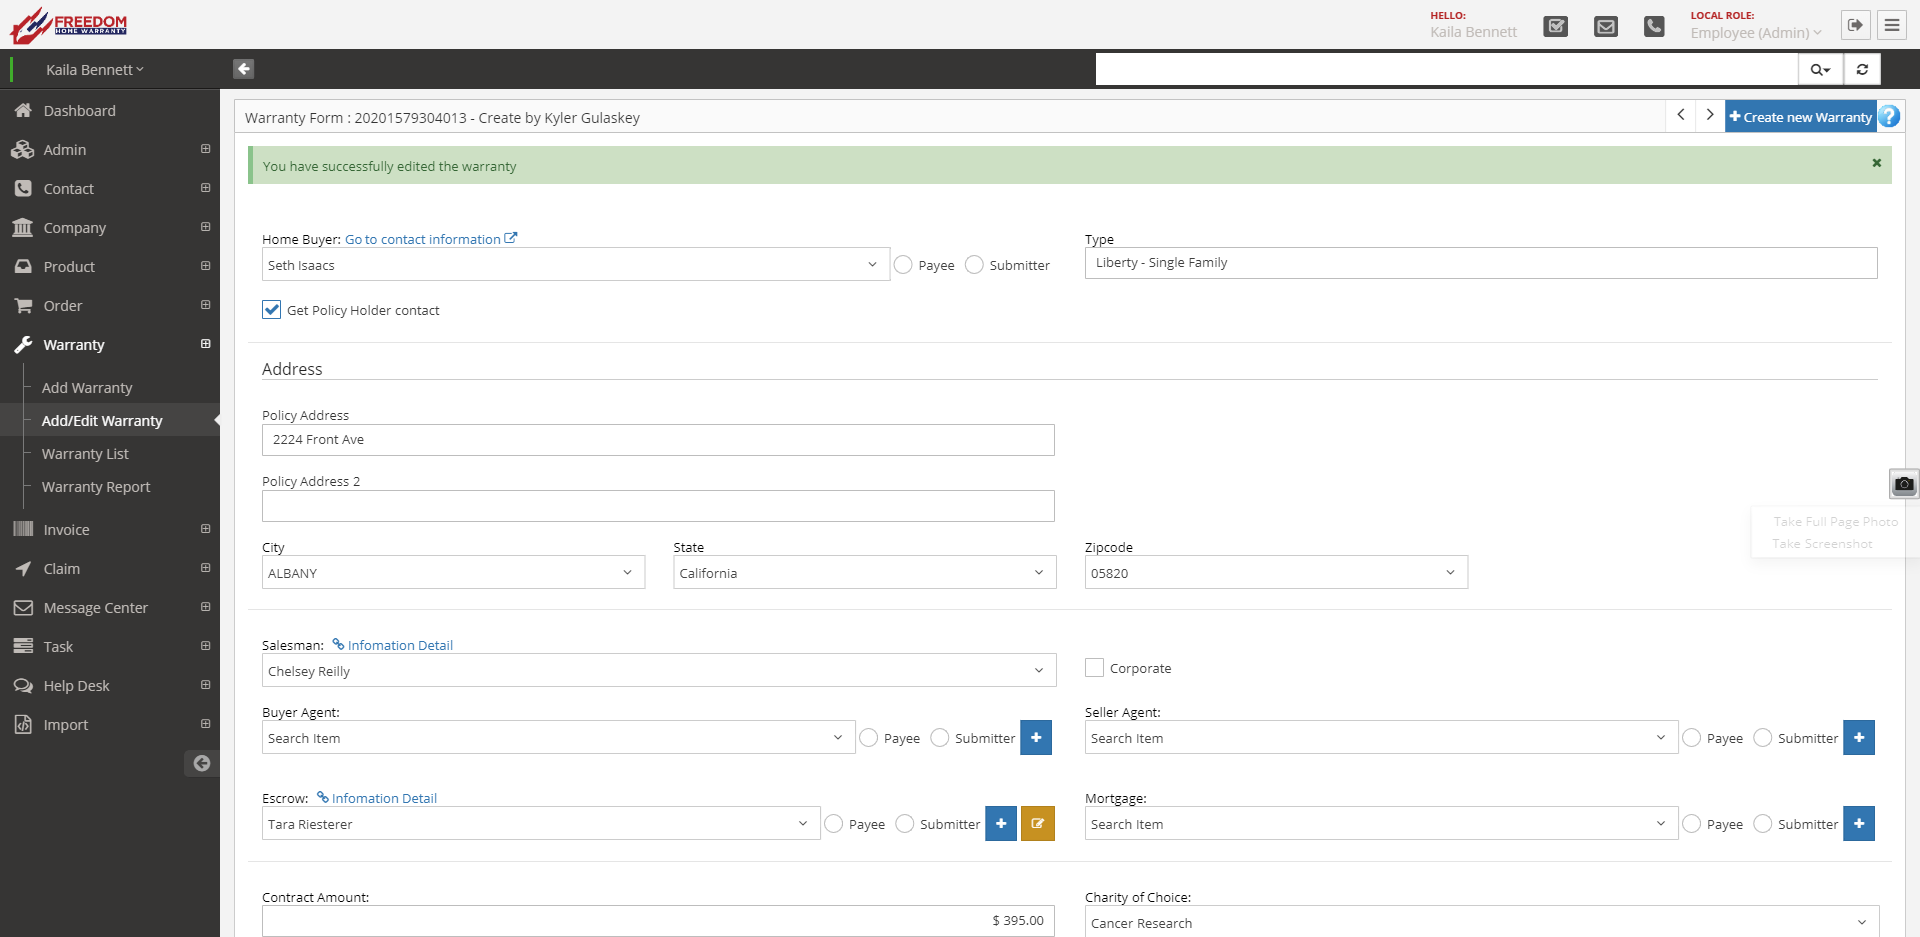 FREEDOM
HOME WARRANTY
HELLO:
Kaila Bennett
LOCAL ROLE:
Employee (Admin)
Kaila Bennett
Dashboard
Admin
Contact
Company
Product
Order
Warranty
Add Warranty
Add/Edit Warranty
Warranty List
Warranty Report
Invoice
Claim
Message Center
Task
Help Desk
Import
Warranty Form : 20201579304013 - Create by Kyler Gulaskey
Create new Warranty
You have successfully edited the warranty
Home Buyer: Go to contact information
Seth Isaacs
Payee
Submitter
Type
Liberty - Single Family
Get Policy Holder contact
Address
Policy Address
2224 Front Ave
Policy Address 2
Take Full Page Photo
Take Screenshot
City
ALBANY
State
California
Zipcode
05820
Salesman: Infomation Detail
Chelsey Reilly
Corporate
Buyer Agent:
Search Item
Payee
Submitter
Seller Agent:
Search Item
Payee
Submitter
Escrow: Infomation Detail
Tara Riesterer
Payee
Submitter
Mortgage:
Search Item
Payee
Submitter
Contract Amount:
$ 395.00
Charity of Choice:
Cancer Research